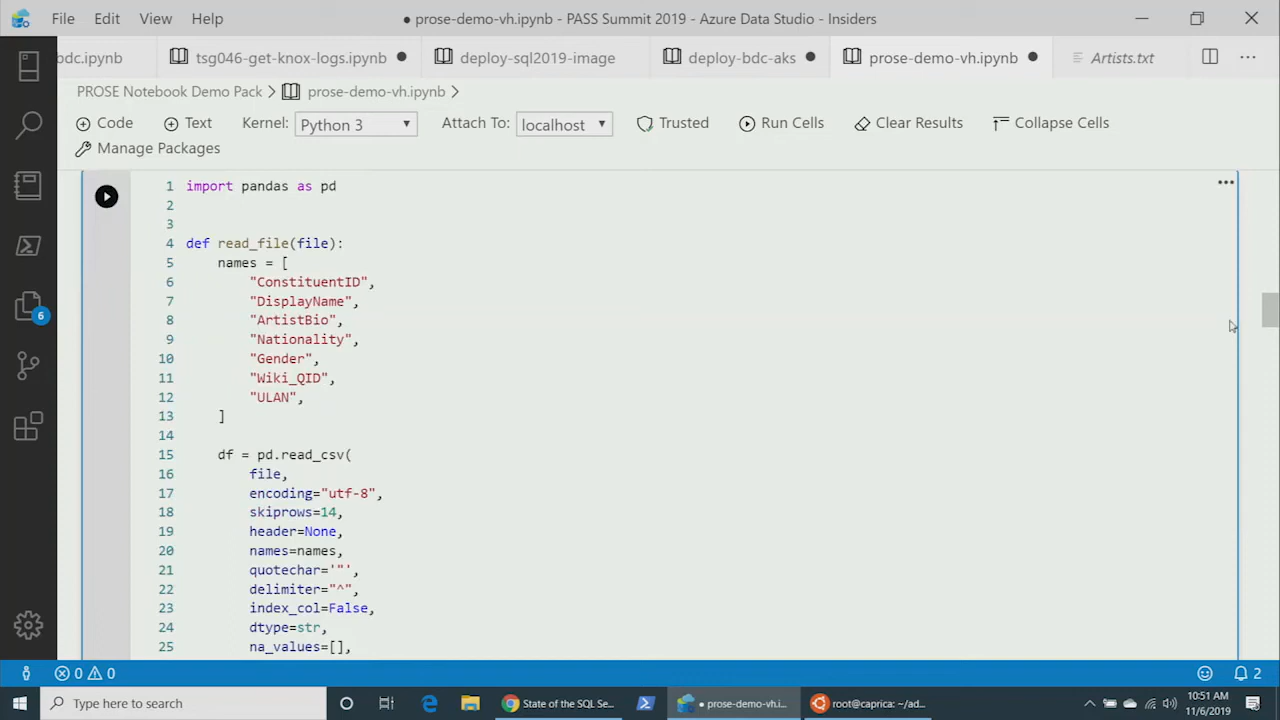 File Edit View Help
● prose-demo-vh.ipynb - PASS Summit 2019 - Azure Data Studio - Insiders
odc.ipynb
tsg046-get-knox-logs.ipynb ●
deploy-sql2019-image
deploy-bdc-aks ●
prose-demo-vh.ipynb ●
Artists.txt
PROSE Notebook Demo Pack > prose-demo-vh.ipynb >
Code Text Kernel: Python 3 Attach To: localhost Trusted Run Cells Clear Results Collapse Cells
Manage Packages
1 import pandas as pd
2
3
4 def read_file(file):
5 names = [
6 "ConstituentID",
7 "DisplayName",
8 "ArtistBio",
9 "Nationality",
10 "Gender",
11 "Wiki_QID",
12 "ULAN",
13 ]
14
15 df = pd.read_csv(
16 file,
17 encoding="utf-8",
18 skiprows=14,
19 header=None,
20 names=names,
21 quotechar='"',
22 delimiter="^",
23 index_col=False,
24 dtype=str,
25 na_values=[],
6
0 0
2
Type here to search
State of the SQL Se...
● prose-demo-vh.i...
root@caprica: ~/ad...
10:51 AM
11/6/2019